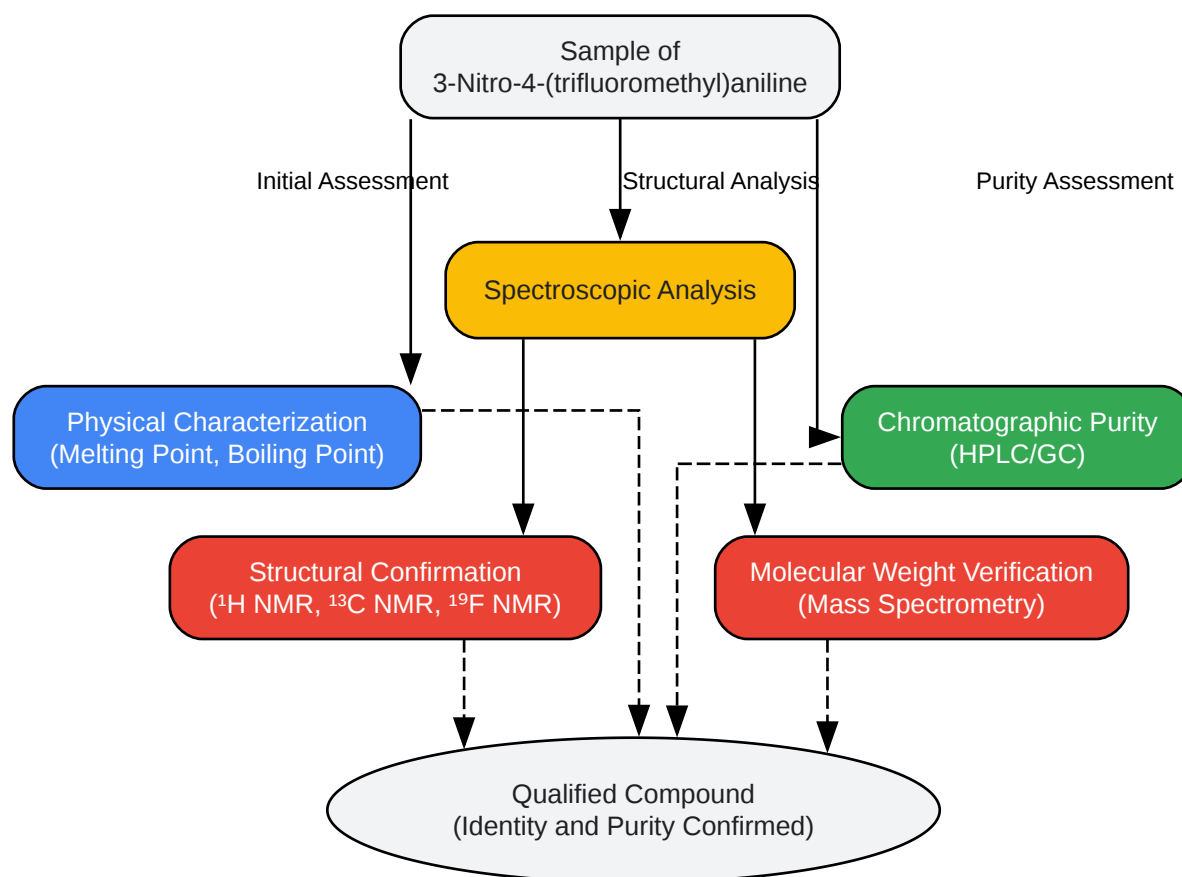 Sample of
3-Nitro-4-(trifluoromethyl)aniline
Initial Assessment
Structural Analysis
Purity Assessment
Spectroscopic Analysis
Physical Characterization
(Melting Point, Boiling Point)
Chromatographic Purity
(HPLC/GC)
Structural Confirmation
(¹H NMR, ¹³C NMR, ¹⁹F NMR)
Molecular Weight Verification
(Mass Spectrometry)
Qualified Compound
(Identity and Purity Confirmed)